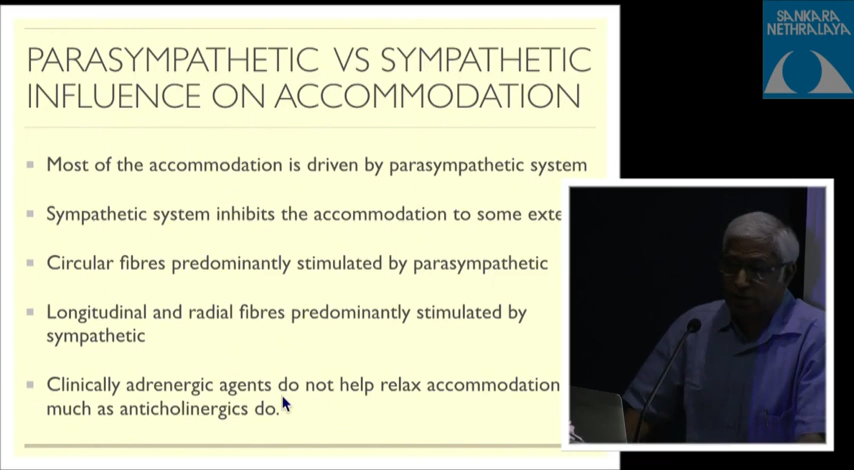 SANKARA
NETHRALAYA
PARASYMPATHETIC VS SYMPATHETIC
INFLUENCE ON ACCOMMODATION
Most of the accommodation is driven by parasympathetic system
Sympathetic system inhibits the accommodation to some exte
Circular fibres predominantly stimulated by parasympathetic
Longitudinal and radial fibres predominantly stimulated by
sympathetic
Clinically adrenergic agents do not help relax accommodation
much as anticholinergics do.